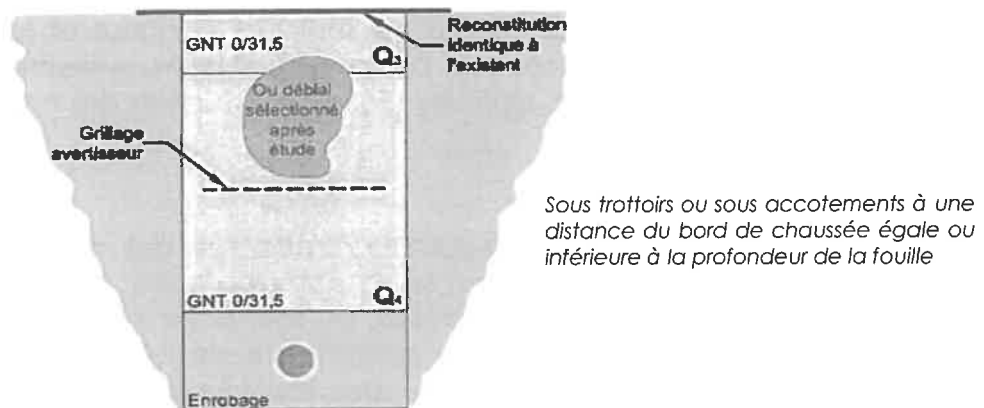 GNT 0/31,5
Q3
Reconstitution
identique à
l'existant
Ou déblai
sélectionné
après
étude
Grillage
avertisseur
Sous trottoirs ou sous accotements à une
distance du bord de chaussée égale ou
inférieure à la profondeur de la fouille
GNT 0/31,5
Q4
Enrobage